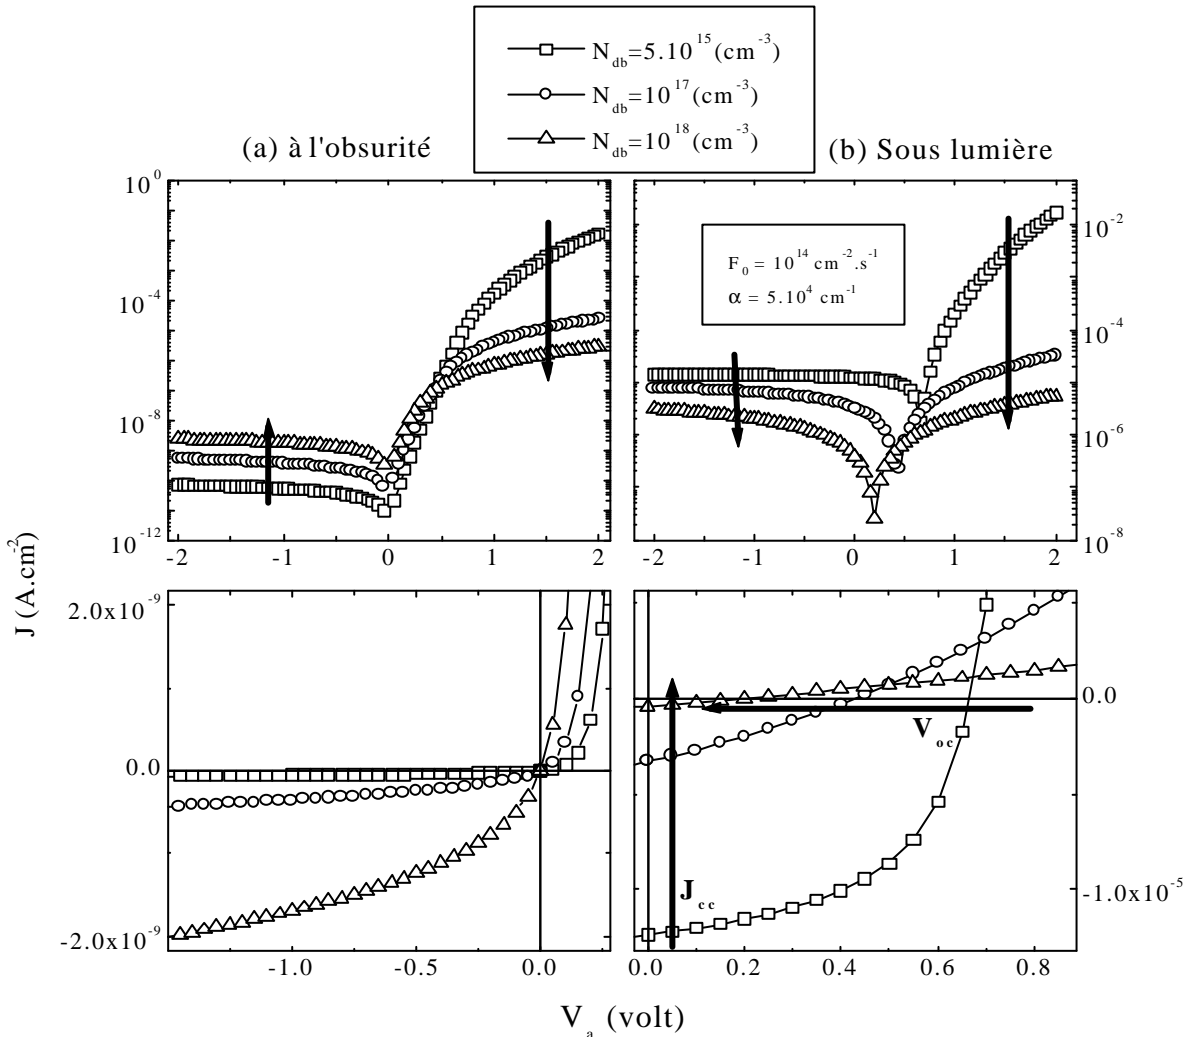 N_db=5.10^15(cm^-3)
N_db=10^17(cm^-3)
N_db=10^18(cm^-3)
(a) à l'obsurité
(b) Sous lumière
10^0
10^-4
10^-8
10^-12
-2
-1
0
1
2
F_0 = 10^14 cm^-2.s^-1
α = 5.10^4 cm^-1
10^-2
10^-4
10^-6
10^-8
-2
-1
0
1
2
J (A.cm^-2)
2.0x10^-9
0.0
-2.0x10^-9
-1.0
-0.5
0.0
V_oc
J_cc
0.0
-1.0x10^-5
0.0
0.2
0.4
0.6
0.8
V_a (volt)